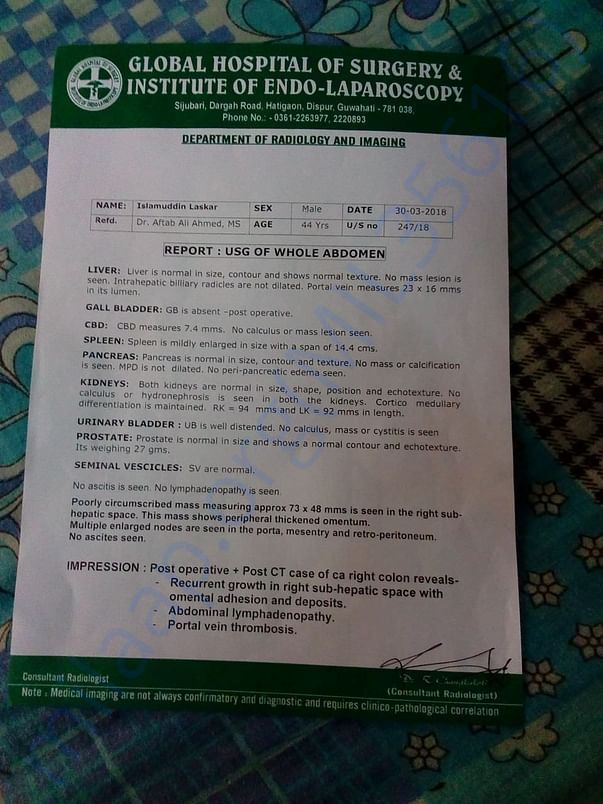 GLOBAL HOSPITAL OF SURGERY &
INSTITUTE OF ENDO-LAPAROSCOPY
Sijubari, Dargah Road, Hatigaon, Dispur, Guwahati - 781 038,
Phone No.: - 0361-2263977, 2220893
DEPARTMENT OF RADIOLOGY AND IMAGING
NAME: Islamuddin Laskar SEX Male DATE 30-03-2018
Refd. Dr. Aftab Ali Ahmed, MS AGE 44 Yrs U/S no 247/18
REPORT : USG OF WHOLE ABDOMEN
LIVER: Liver is normal in size, contour and shows normal texture. No mass lesion is
seen. Intrahepatic billiary radicles are not dilated. Portal vein measures 23 x 16 mms
in its lumen.
GALL BLADDER: GB is absent -post operative.
CBD: CBD measures 7.4 mms. No calculus or mass lesion seen.
SPLEEN: Spleen is mildly enlarged in size with a span of 14.4 cms.
PANCREAS: Pancreas is normal in size, contour and texture. No mass or calcification
is seen. MPD is not dilated. No peri-pancreatic edema seen.
KIDNEYS: Both kidneys are normal in size, shape, position and echotexture. No
calculus or hydronephrosis is seen in both the kidneys. Cortico medullary
differentiation is maintained. RK = 94 mms and LK = 92 mms in length.
URINARY BLADDER : UB is well distended. No calculus, mass or cystitis is seen
PROSTATE: Prostate is normal in size and shows a normal contour and echotexture.
Its weighing 27 gms.
SEMINAL VESCICLES: SV are normal.
No ascitis is seen. No lymphadenopathy is seen.
Poorly circumscribed mass measuring approx 73 x 48 mms is seen in the right sub-
hepatic space. This mass shows peripheral thickened omentum.
Multiple enlarged nodes are seen in the porta, mesentry and retro-peritoneum.
No ascites seen.
IMPRESSION : Post operative + Post CT case of ca right colon reveals-
- Recurrent growth in right sub-hepatic space with
omental adhesion and deposits.
- Abdominal lymphadenopathy.
- Portal vein thrombosis.
Consultant Radiologist
(Consultant Radiologist)
Note : Medical imaging are not always confirmatory and diagnostic and requires clinico-pathological correlation